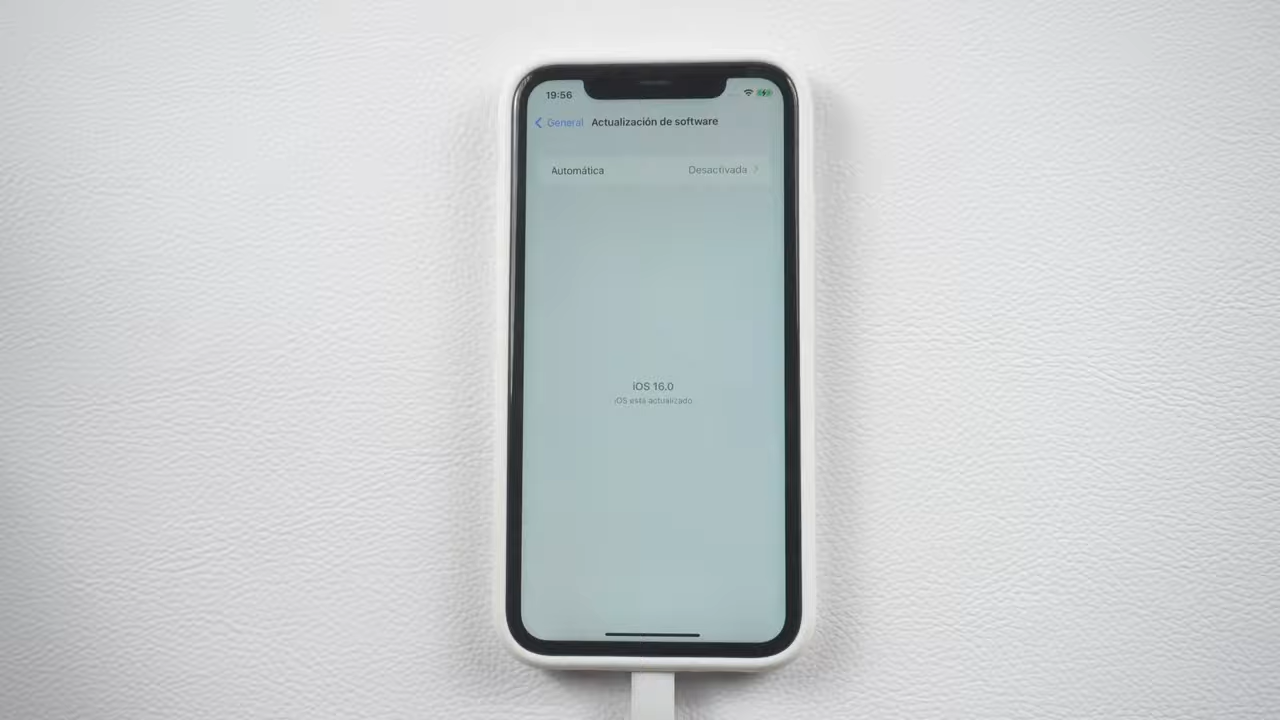 19:56
General Actualización de software
Automática Desactivada
iOS 16.0
iOS está actualizado